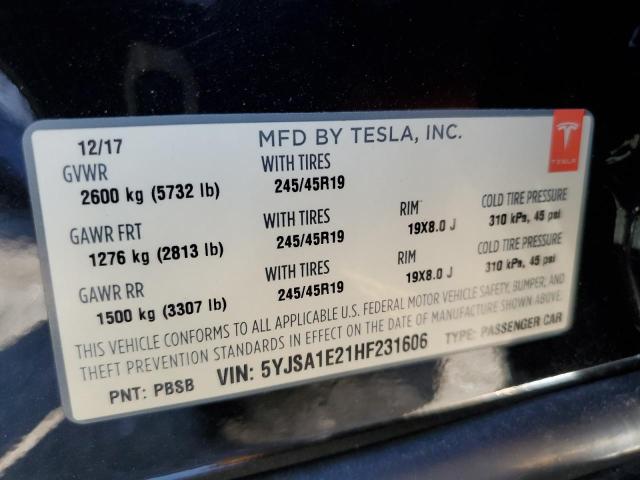 12/17 MFD BY TESLA, INC.
TESLA
GVWR WITH TIRES
2600 kg (5732 lb) 245/45R19
GAWR FRT WITH TIRES RIM COLD TIRE PRESSURE
1276 kg (2813 lb) 245/45R19 19X8.0 J 310 kPa, 45 psi
GAWR RR WITH TIRES RIM COLD TIRE PRESSURE
1500 kg (3307 lb) 245/45R19 19X8.0 J 310 kPa, 45 psi
THIS VEHICLE CONFORMS TO ALL APPLICABLE U.S. FEDERAL MOTOR VEHICLE SAFETY, BUMPER, AND
THEFT PREVENTION STANDARDS IN EFFECT ON THE DATE OF MANUFACTURE SHOWN ABOVE.
PNT: PBSB VIN: 5YJSA1E21HF231606 TYPE: PASSENGER CAR